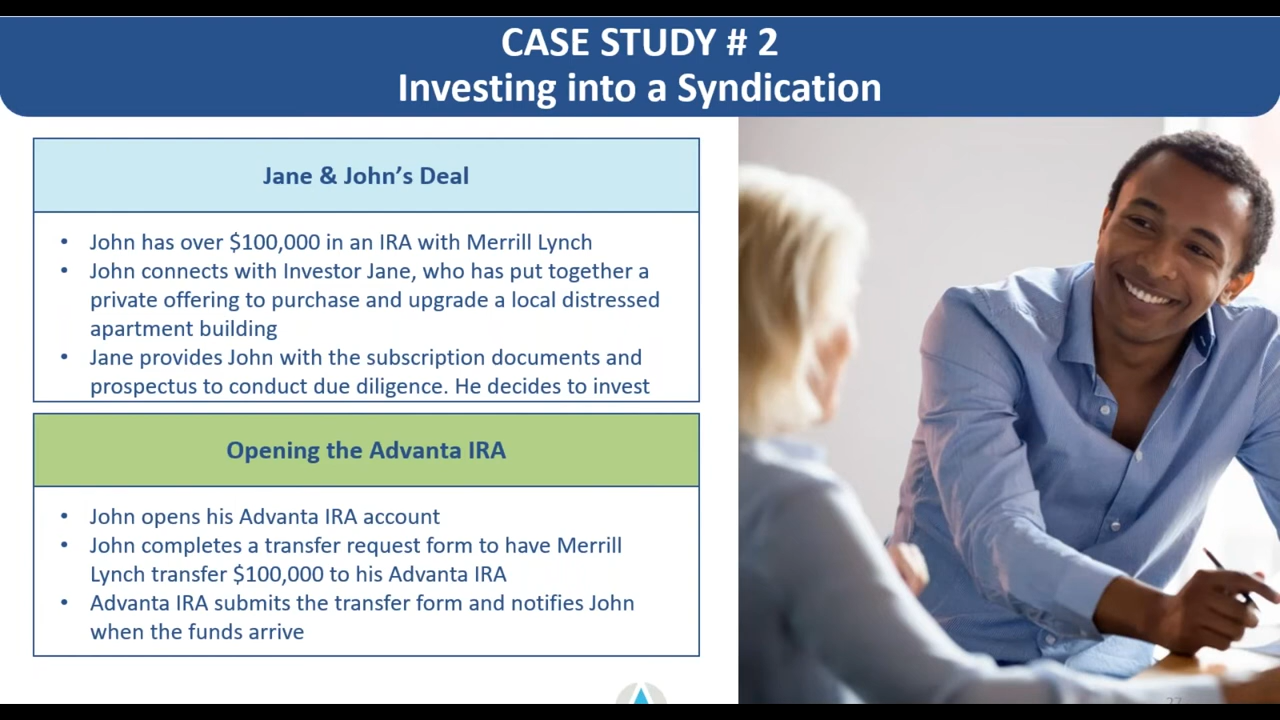 CASE STUDY # 2
Investing into a Syndication
Jane & John’s Deal
• John has over $100,000 in an IRA with Merrill Lynch
• John connects with Investor Jane, who has put together a
private offering to purchase and upgrade a local distressed
apartment building
• Jane provides John with the subscription documents and
prospectus to conduct due diligence. He decides to invest
Opening the Advanta IRA
• John opens his Advanta IRA account
• John completes a transfer request form to have Merrill
Lynch transfer $100,000 to his Advanta IRA
• Advanta IRA submits the transfer form and notifies John
when the funds arrive